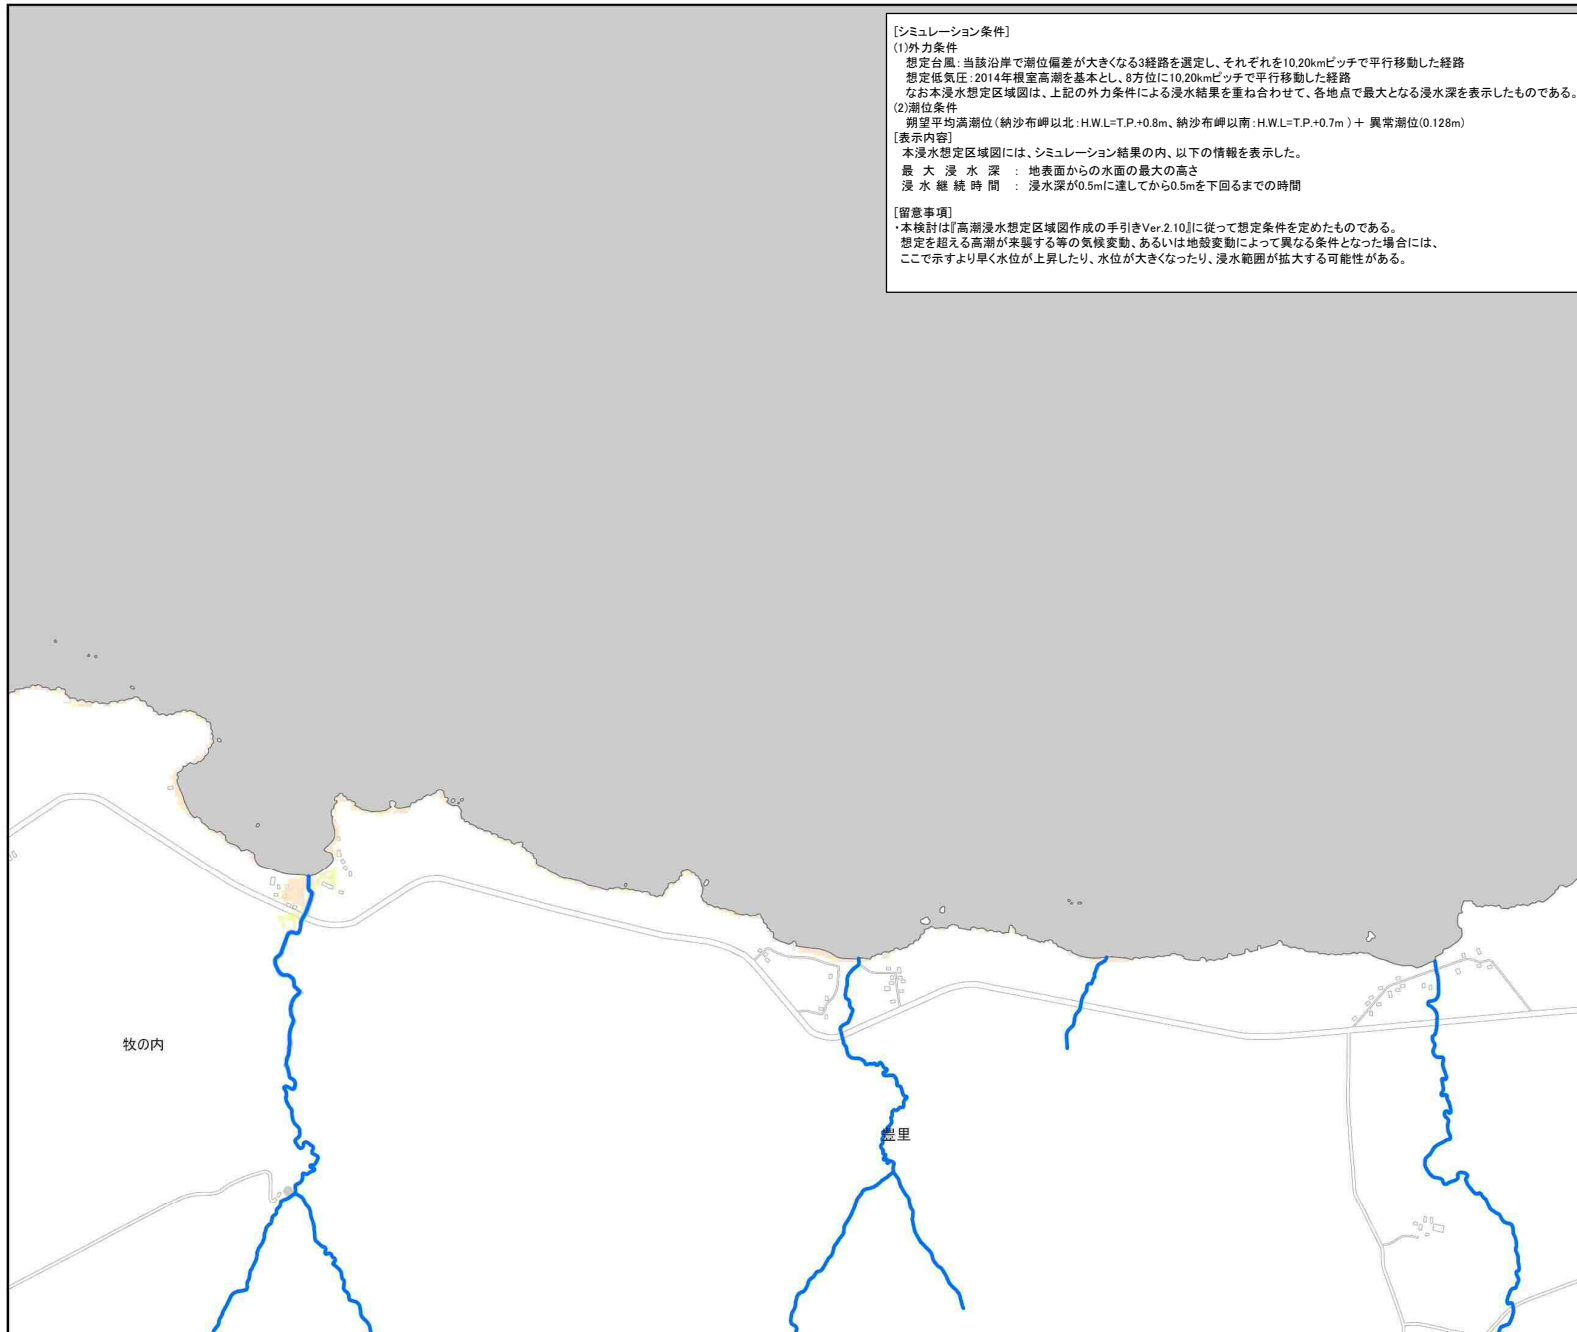 [シミュレーション条件]
(1)外力条件
想定台風:当該沿岸で潮位偏差が大きくなる3経路を選定し、それぞれを10,20kmピッチで平行移動した経路
想定低気圧:2014年根室高潮を基本とし、8方位に10,20kmピッチで平行移動した経路
なお本浸水想定区域図は、上記の外力条件による浸水結果を重ね合わせて、各地点で最大となる浸水深を表示したものである。
(2)潮位条件
朔望平均満潮位(納沙布岬以北:H.W.L=T.P.+0.8m、納沙布岬以南:H.W.L=T.P.+0.7m )+ 異常潮位(0.128m)
[表示内容]
本浸水想定区域図には、シミュレーション結果の内、以下の情報を表示した。
最 大 浸 水 深 : 地表面からの水面の最大の高さ
浸 水 継 続 時 間 : 浸水深が0.5mに達してから0.5mを下回るまでの時間
[留意事項]
・本検討は『高潮浸水想定区域図作成の手引きVer.2.10』に従って想定条件を定めたものである。
想定を超える高潮が来襲する等の気候変動、あるいは地殻変動によって異なる条件となった場合には、
ここで示すより早く水位が上昇したり、水位が大きくなったり、浸水範囲が拡大する可能性がある。
牧の内
豊里